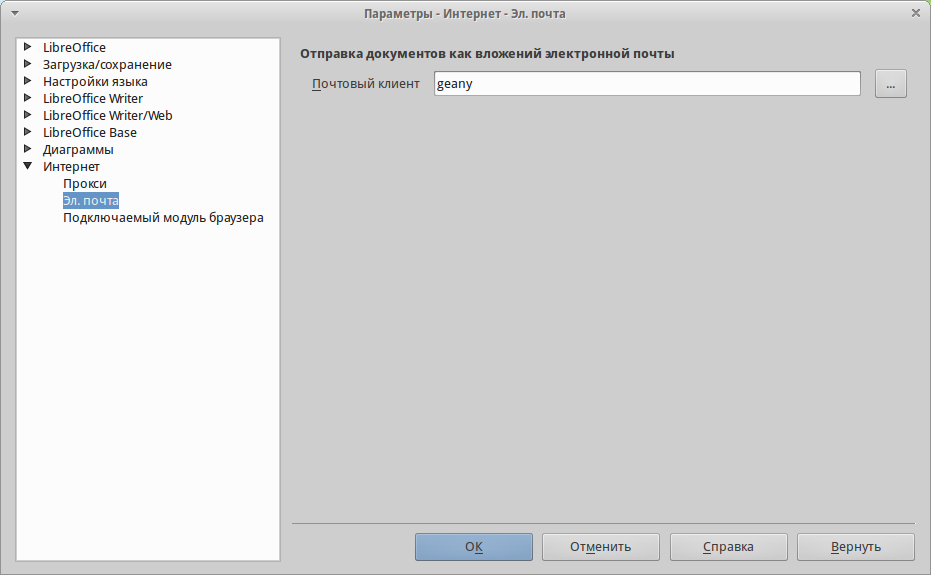 Параметры - Интернет - Эл. почта
LibreOffice
Загрузка/сохранение
Настройки языка
LibreOffice Writer
LibreOffice Writer/Web
LibreOffice Base
Диаграммы
Интернет
Прокси
Эл. почта
Подключаемый модуль браузера
Отправка документов как вложений электронной почты
Почтовый клиент geany ...
OK Отменить Справка Вернуть